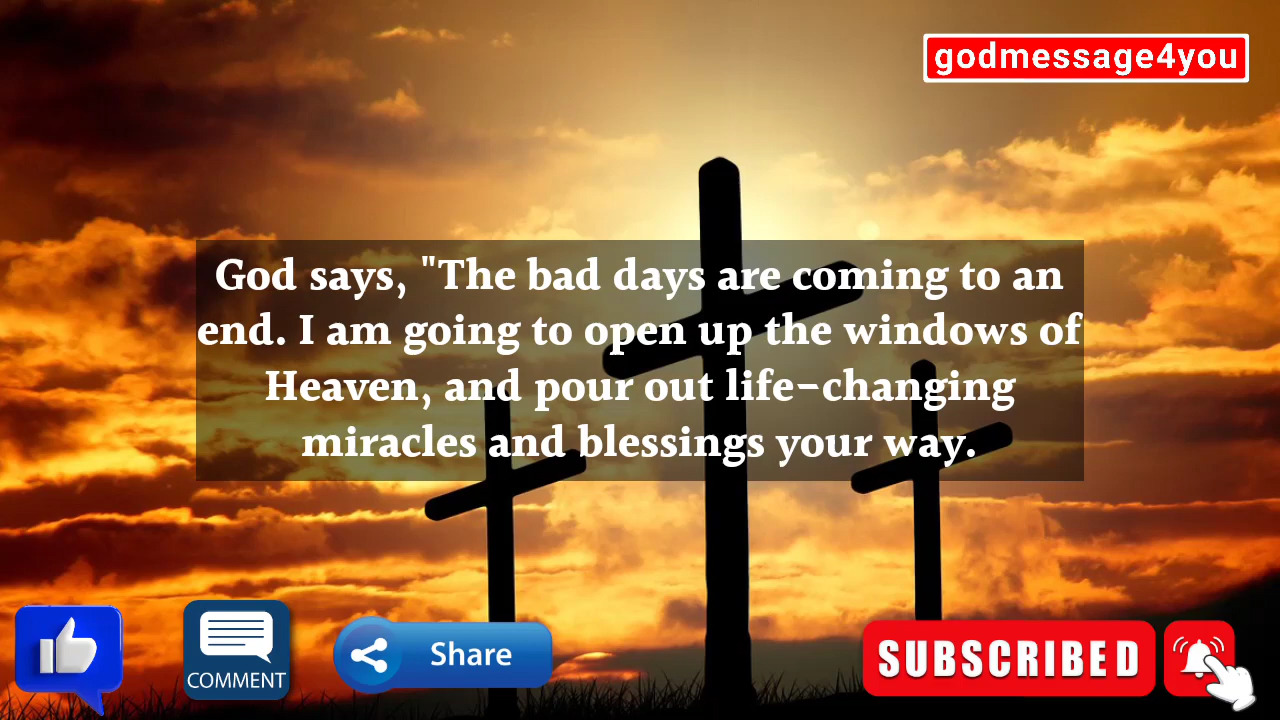 godmessage4you
God says, "The bad days are coming to an
end. I am going to open up the windows of
Heaven, and pour out life-changing
miracles and blessings your way.
COMMENT
Share
SUBSCRIBED